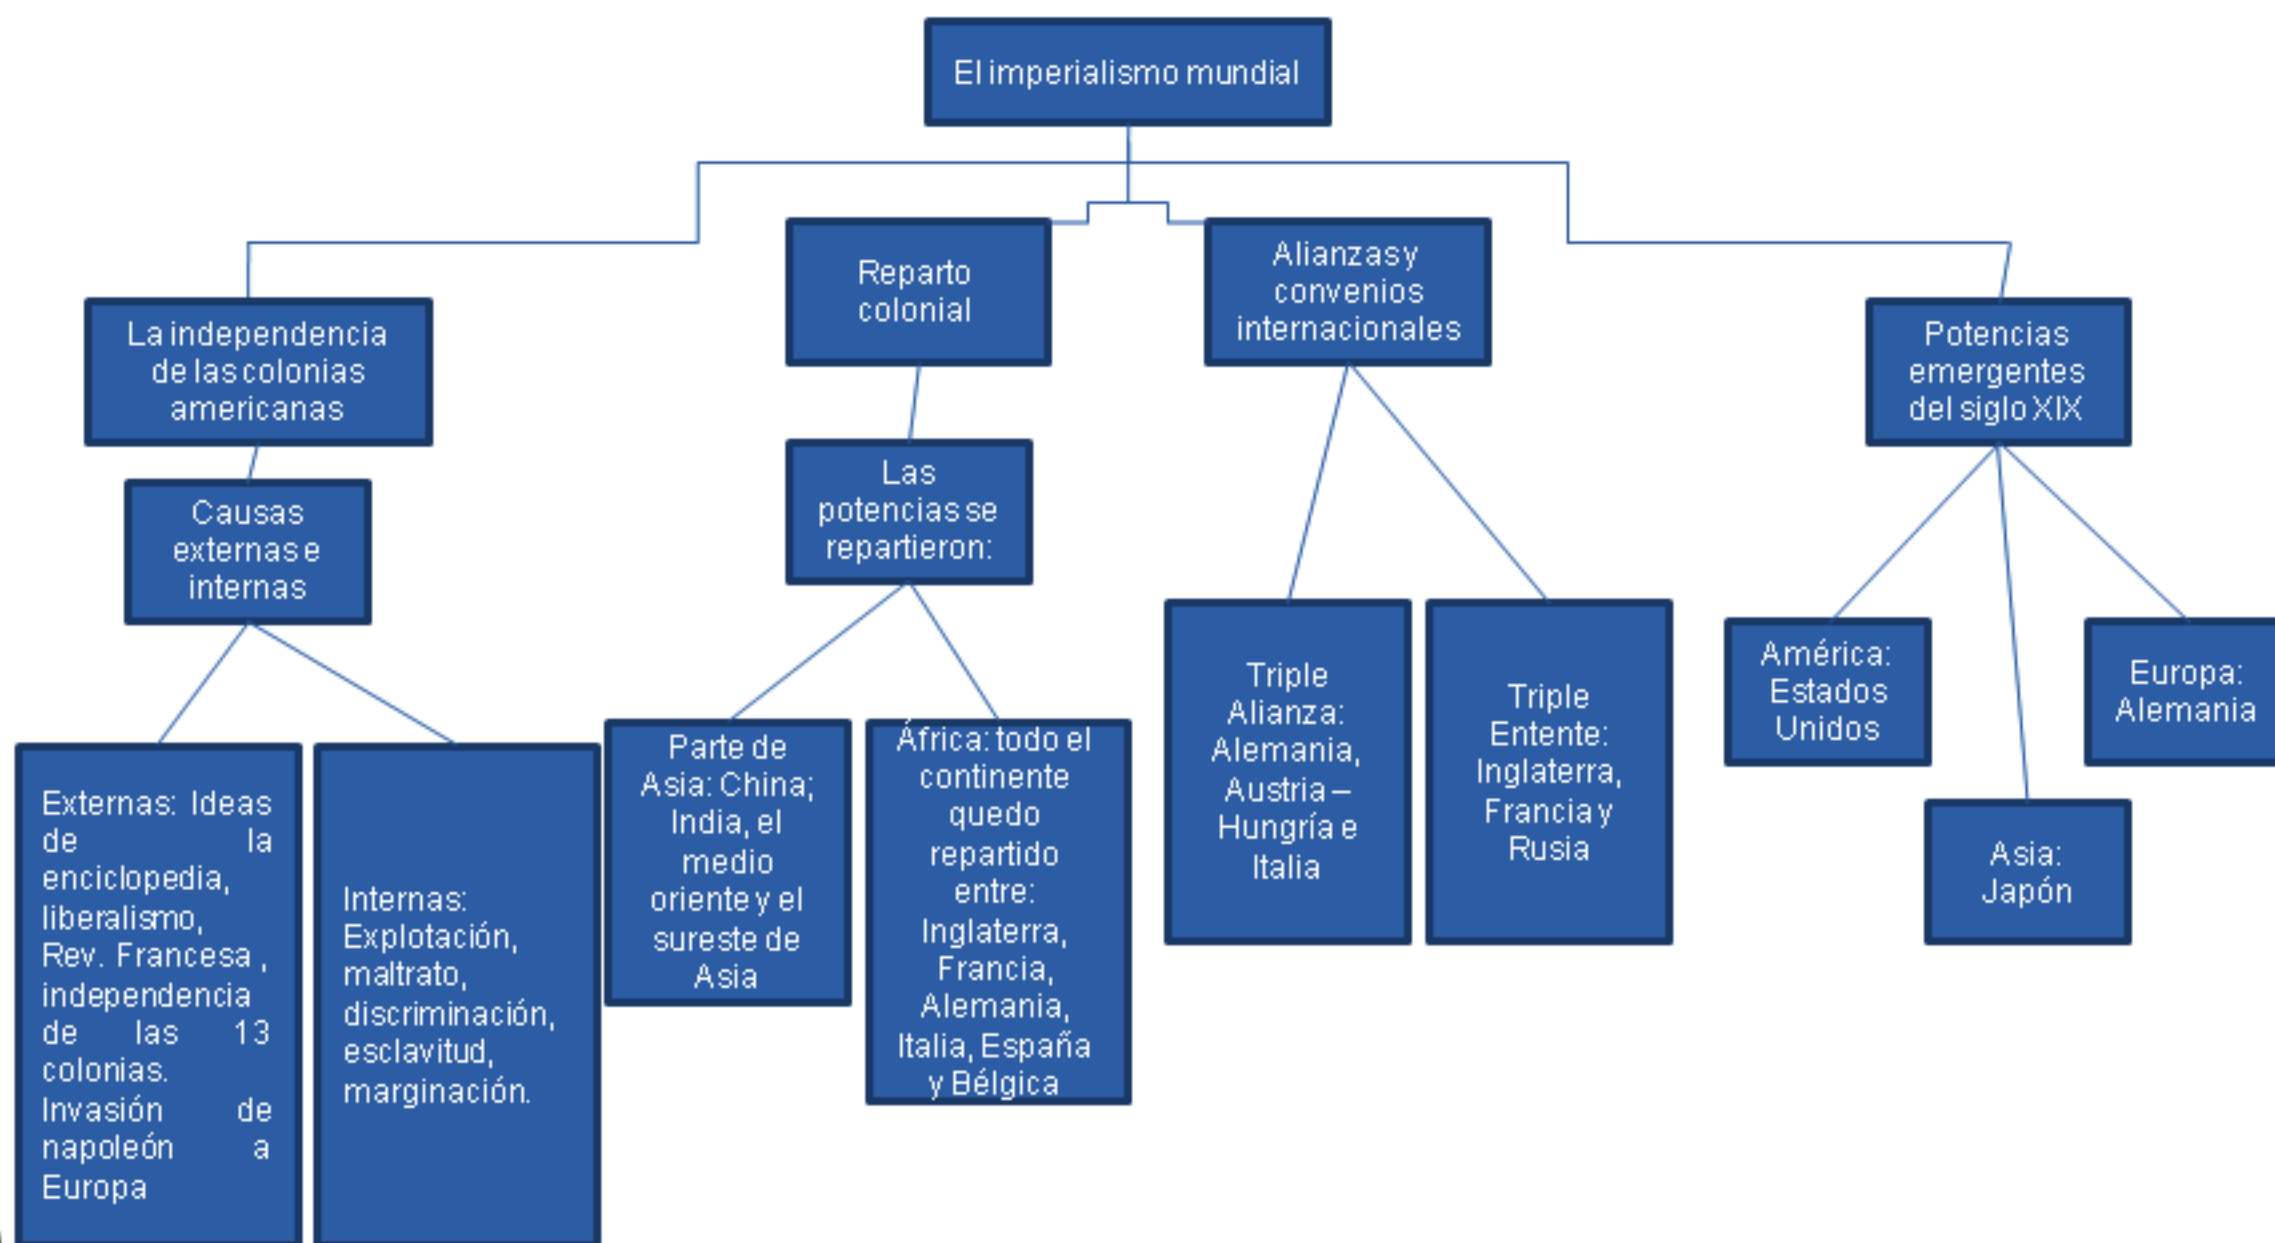 El imperialismo mundial
La independencia
de las colonias
americanas
Causas
externas e
internas
Externas: Ideas
de la
enciclopedia,
liberalismo,
Rev. Francesa ,
independencia
de las 13
colonias.
Invasión de
napoleón a
Europa
Internas:
Explotación,
maltrato,
discriminación,
esclavitud,
marginación.
Reparto
colonial
Las
potencias se
repartieron:
Parte de
Asia: China;
India, el
medio
oriente y el
sureste de
Asia
África: todo el
continente
quedo
repartido
entre:
Inglaterra,
Francia,
Alemania,
Italia, España
y Bélgica
Alianzas y
convenios
internacionales
Triple
Alianza:
Alemania,
Austria –
Hungría e
Italia
Triple
Entente:
Inglaterra,
Francia y
Rusia
Potencias
emergentes
del siglo XIX
América:
Estados
Unidos
Asia:
Japón
Europa:
Alemania